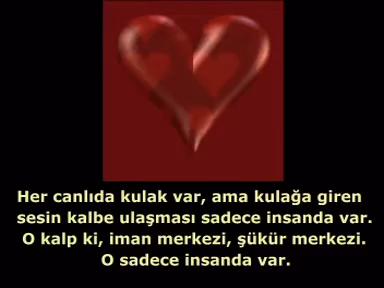 Her canlıda kulak var, ama kulağa giren
sesin kalbe ulaşması sadece insanda var.
O kalp ki, iman merkezi, şükür merkezi.
O sadece insanda var.